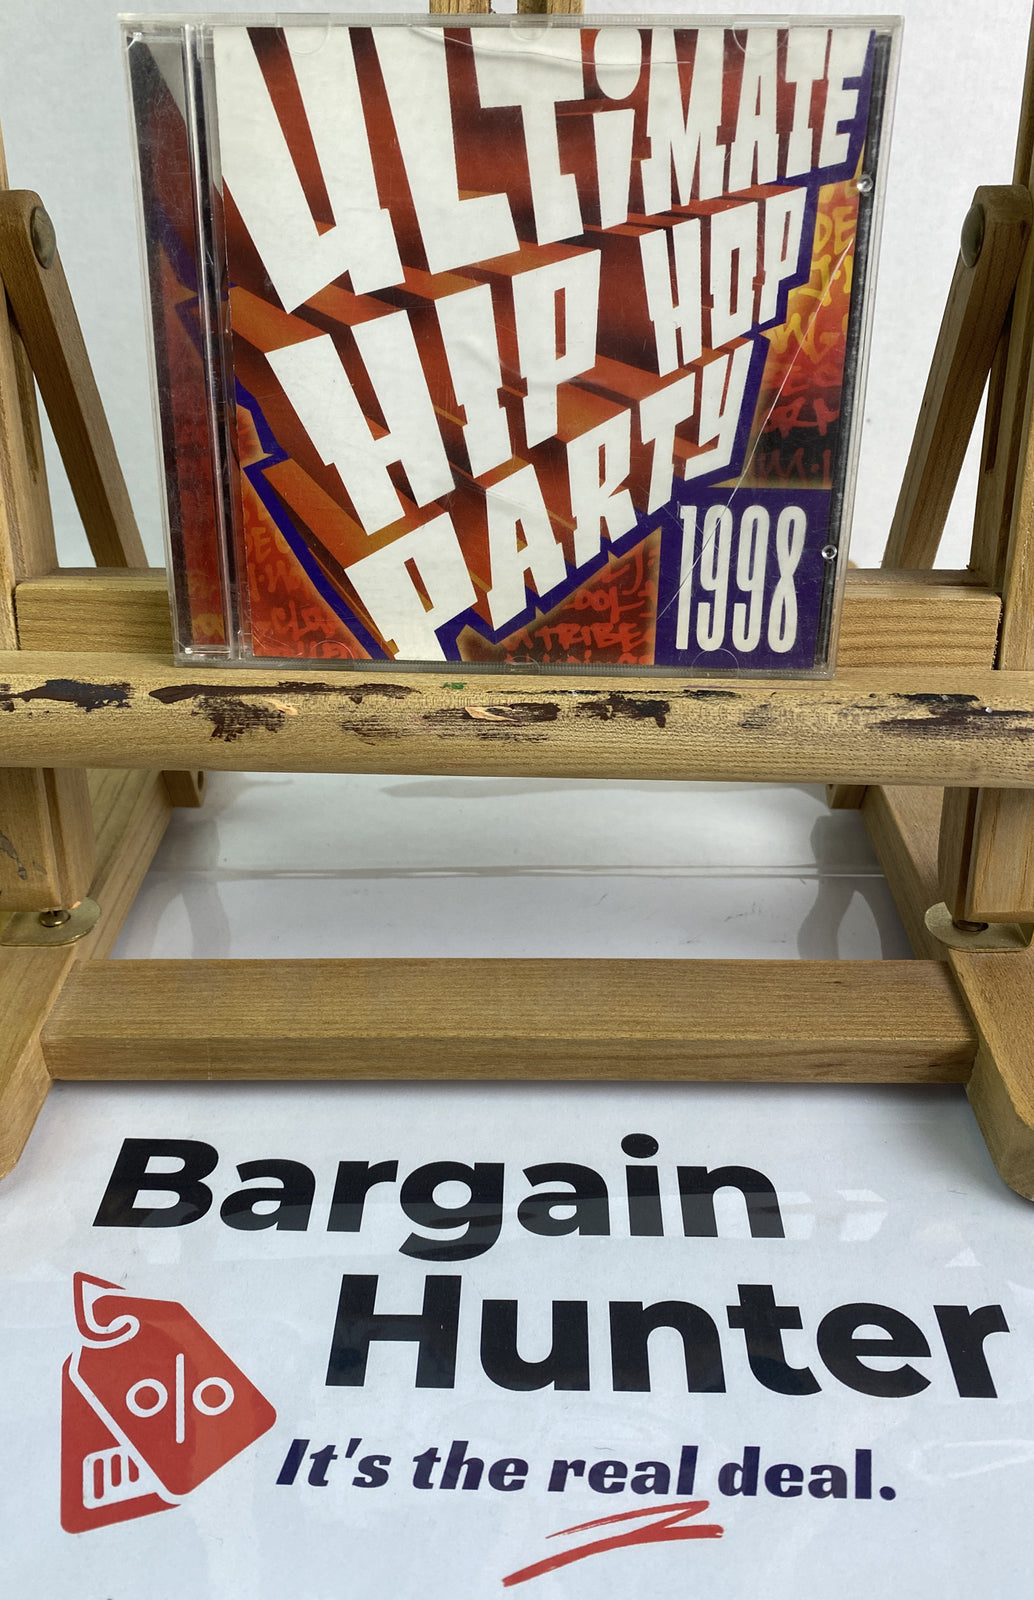 ULTiMATE
HIP HOP
PARTY
1998
TRIBE
Bargain
Hunter
%
It's the real deal.